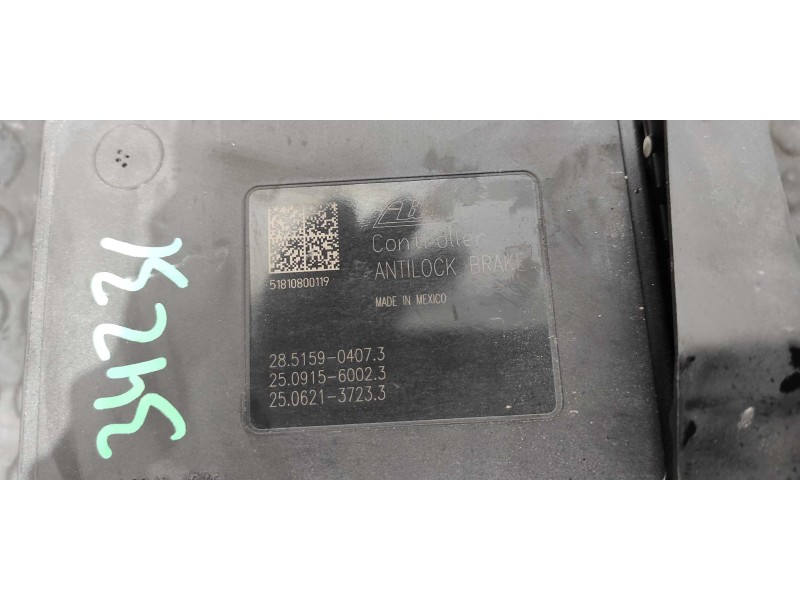 ATE
Controller
ANTILOCK BRAKE
51810800119
MADE IN MEXICO
28.5159-0407.3
25.0915-6002.3
25.0621-3723.3